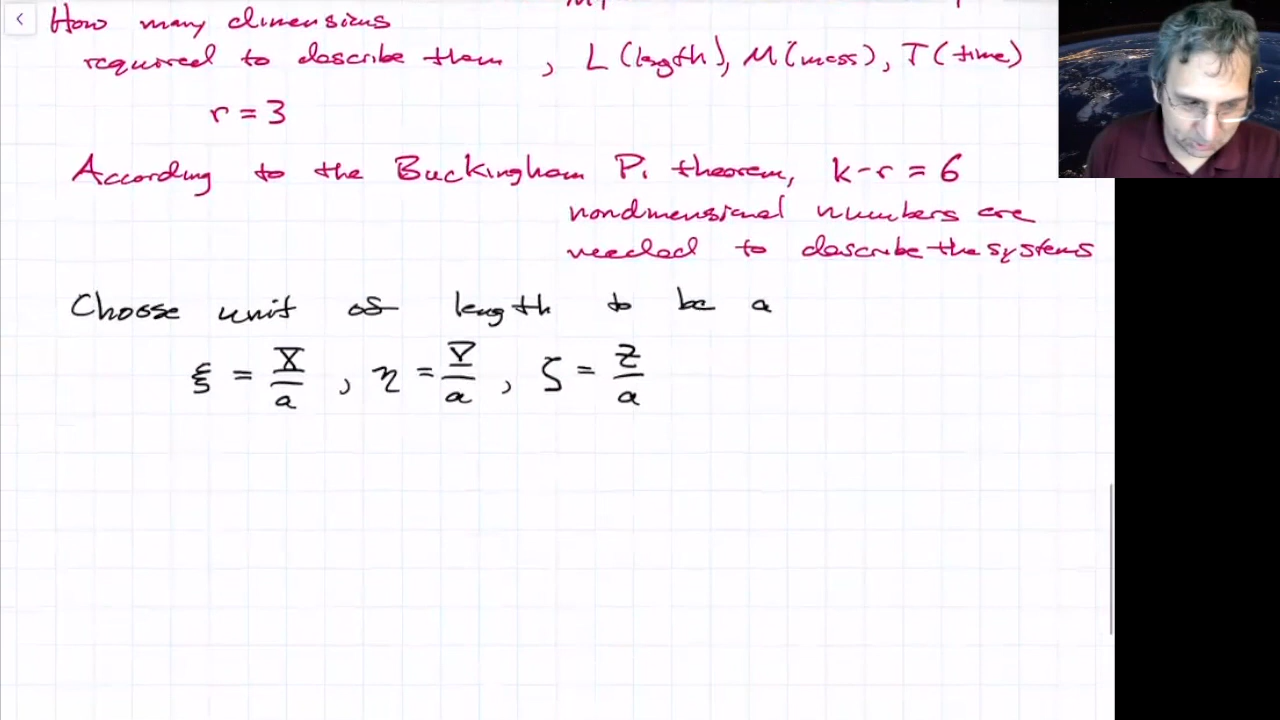 How many dimensions
required to describe them, L (length), M (mass), T (time)
r = 3
According to the Buckingham Pi theorem, k-r = 6
nondimensional numbers are
needed to describe the systems
Choose unit of length to be a
ξ = X/a, η = Y/a, ζ = Z/a